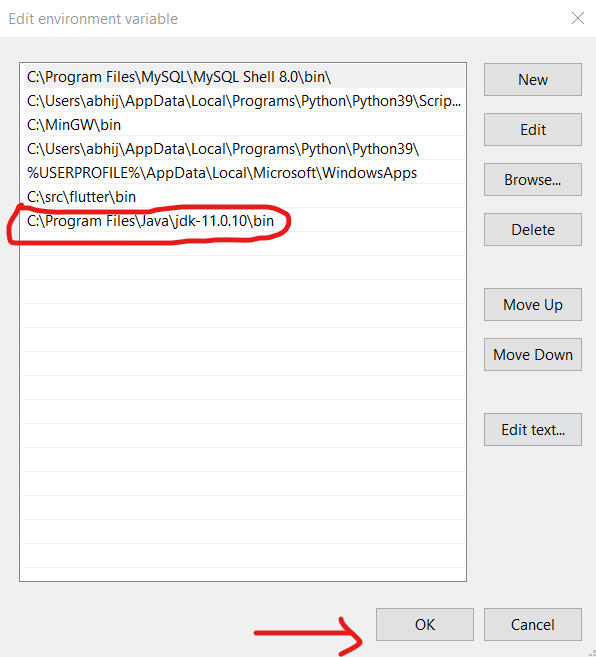 Edit environment variable
C:\Program Files\MySQL\MySQL Shell 8.0\bin\
C:\Users\abhij\AppData\Local\Programs\Python\Python39\Scrip...
C:\MinGW\bin
C:\Users\abhij\AppData\Local\Programs\Python\Python39\
%USERPROFILE%\AppData\Local\Microsoft\WindowsApps
C:\src\flutter\bin
C:\Program Files\Java\jdk-11.0.10\bin
New
Edit
Browse...
Delete
Move Up
Move Down
Edit text...
OK
Cancel